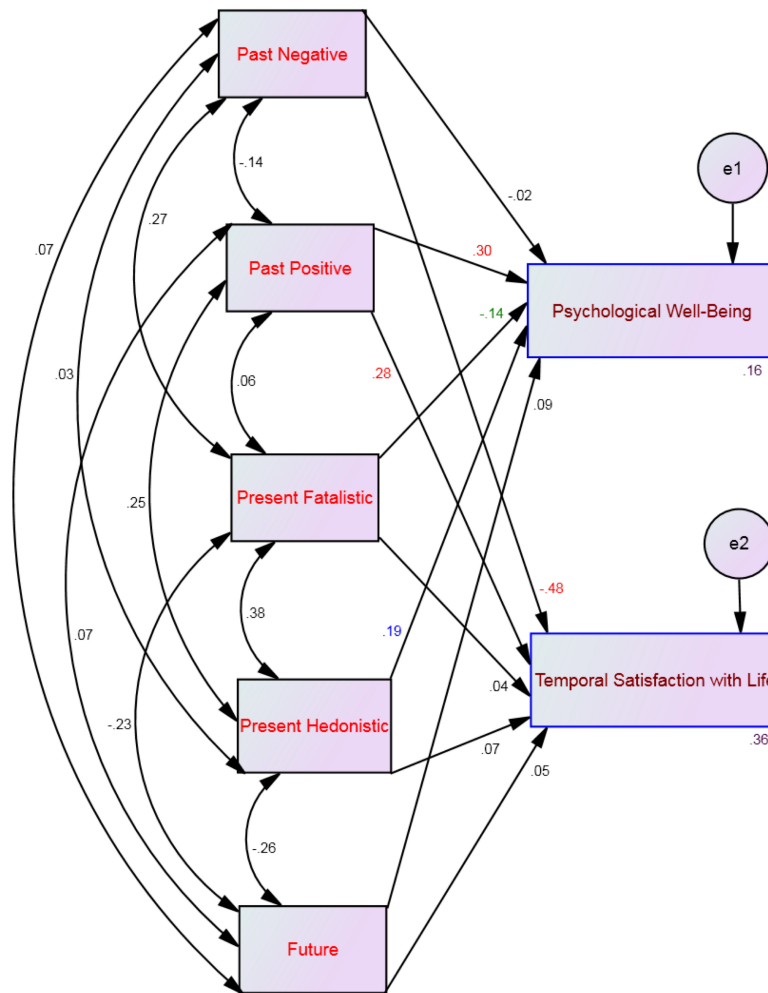 Past Negative
e1
-.14
-.02
.27
.07
.30
Past Positive
Psychological Well-Being
-.14
.03
.28
.06
.16
.09
Present Fatalistic
.25
e2
-.48
.38
.19
.07
Temporal Satisfaction with Life
.04
-.23
Present Hedonistic
.36
.07
.05
-.26
Future